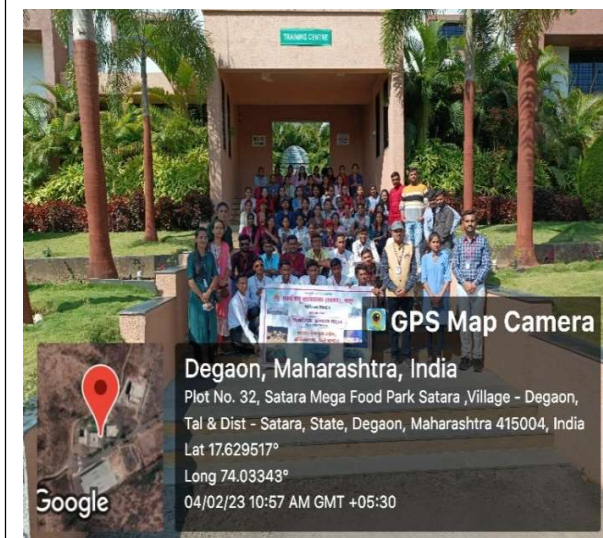 TRAINING CENTRE
GPS Map Camera
Degaon, Maharashtra, India
Plot No. 32, Satara Mega Food Park Satara ,Village - Degaon,
Tal & Dist - Satara, State, Degaon, Maharashtra 415004, India
Lat 17.629517°
Long 74.03343°
04/02/23 10:57 AM GMT +05:30
Google